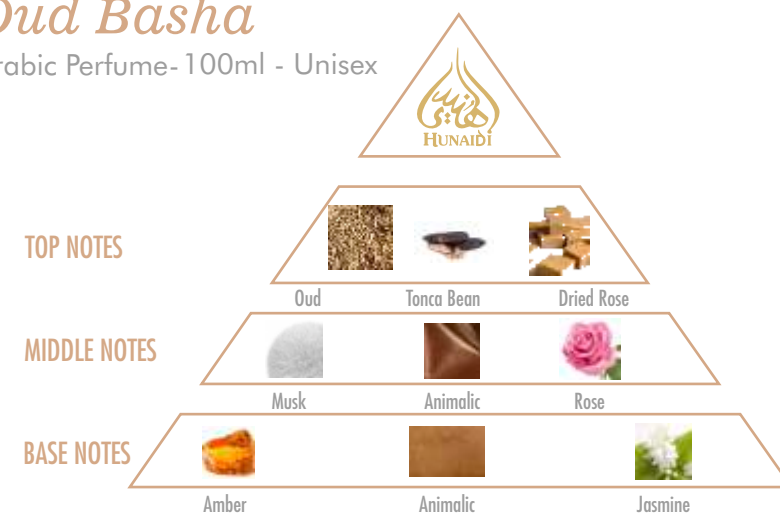 Oud Basha
Arabic Perfume-100ml - Unisex
HUNAIDI
TOP NOTES
Oud Tonca Bean Dried Rose
MIDDLE NOTES
Musk Animalic Rose
BASE NOTES
Amber Animalic Jasmine